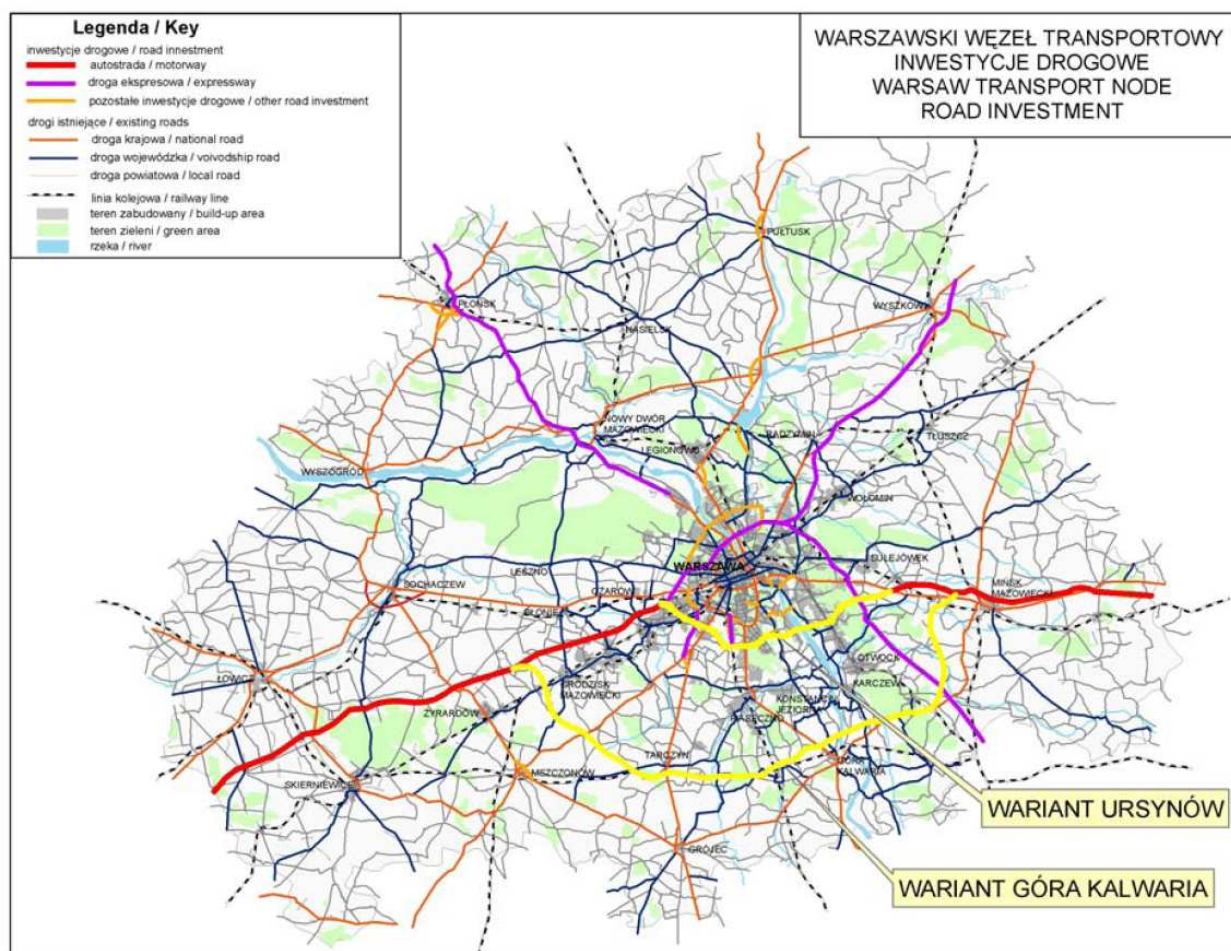 Legenda / Key
inwestycje drogowe / road innestment
autostrada / motorway
droga ekspresowa / expressway
pozostałe inwestycje drogowe / other road investment
drogi istniejące / existing roads
droga krajowa / national road
droga wojewódzka / voivodship road
droga powiatowa / local road
linia kolejowa / railway line
teren zabudowany / build-up area
teren zieleni / green area
rzeka / river
WARSZAWSKI WĘZEŁ TRANSPORTOWY
INWESTYCJE DROGOWE
WARSAW TRANSPORT NODE
ROAD INVESTMENT
PUŁTUSK
PŁOŃSK
WYSZKÓW
NASIELSK
NOWY DWÓR
MAZOWIECKI
RADZYMIN
TŁUSZCZ
LEGIONOWO
WYSZOGRÓD
WOŁOMIN
SULEJÓWEK
WARSZAWA
LESZNO
SOCHACZEW
OŻARÓW
MIŃSK
MAZOWIECKI
BŁONIE
OTWOCK
ŁOWICZ
GRODZISK
MAZOWIECKI
KARCZEW
KONSTANCIN
JEZIORNA
ŻYRARDÓW
PIASECZNO
TARCZYN
GÓRA
KALWARIA
MSZCZONÓW
SKIERNIEWICE
GRÓJEC
WARIANT URSYNÓW
WARIANT GÓRA KALWARIA